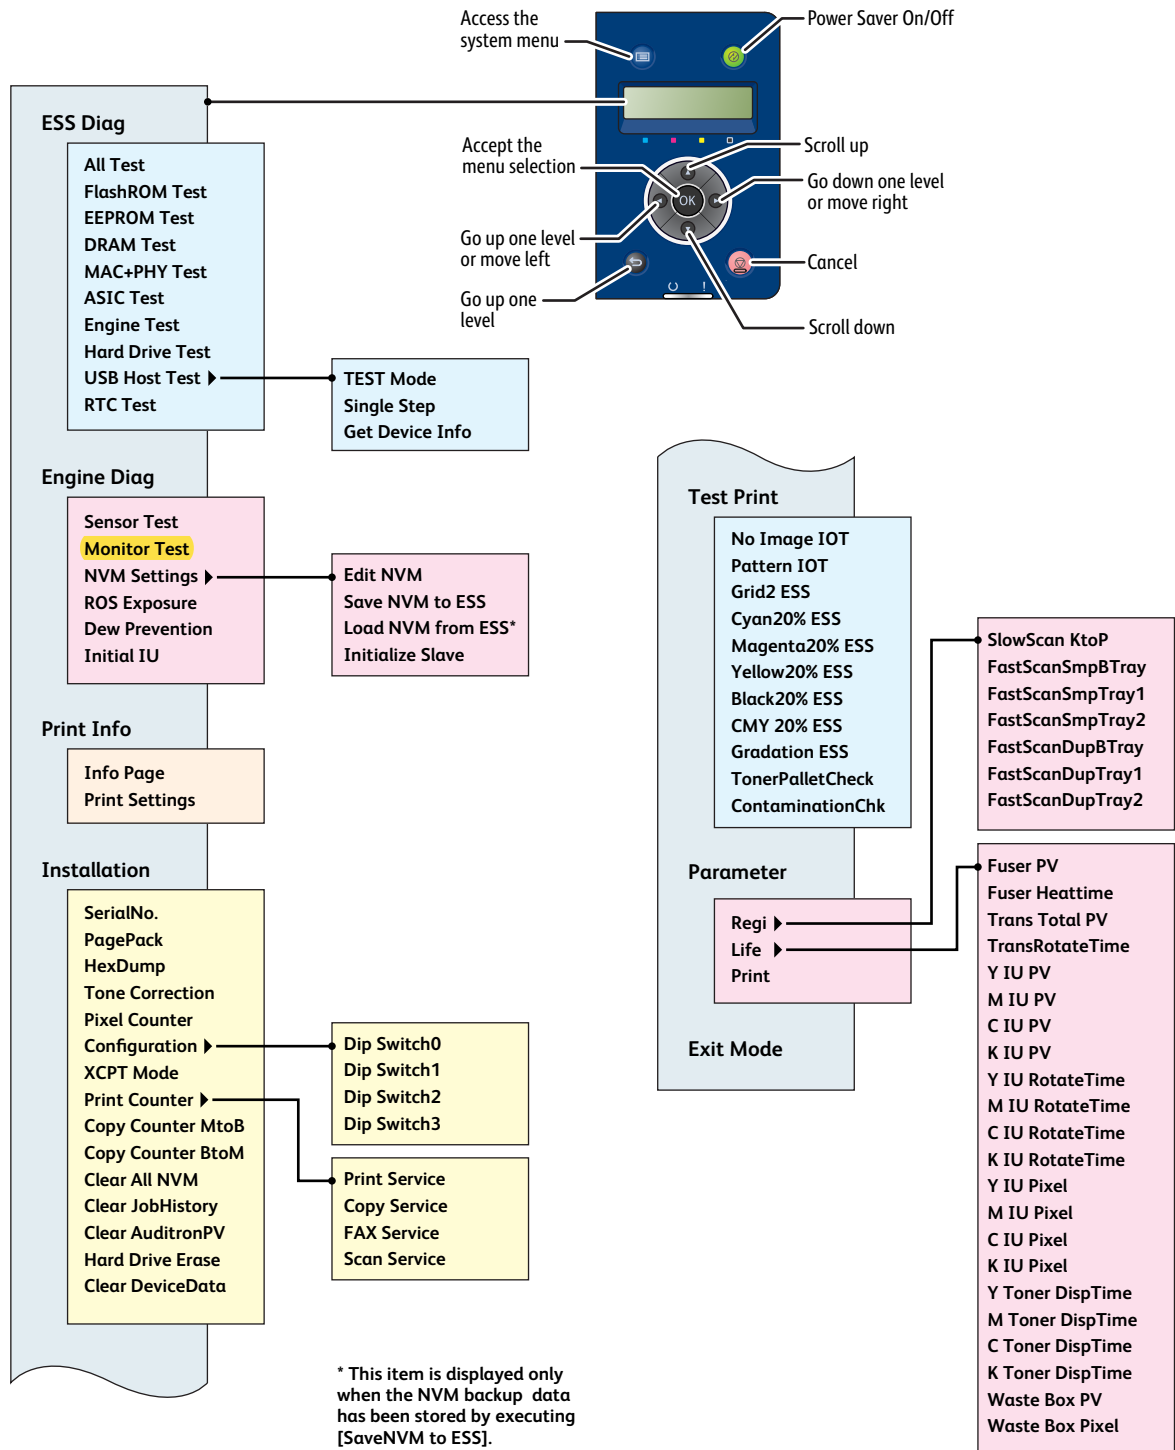 Access the
system menu
Power Saver On/Off
Accept the
menu selection
OK
Scroll up
Go down one level
or move right
Go up one level
or move left
Cancel
Go up one
level
!
Scroll down
ESS Diag
All Test
FlashROM Test
EEPROM Test
DRAM Test
MAC+PHY Test
ASIC Test
Engine Test
Hard Drive Test
USB Host Test
RTC Test
TEST Mode
Single Step
Get Device Info
Engine Diag
Sensor Test
Monitor Test
NVM Settings
ROS Exposure
Dew Prevention
Initial IU
Edit NVM
Save NVM to ESS
Load NVM from ESS*
Initialize Slave
Print Info
Info Page
Print Settings
Installation
SerialNo.
PagePack
HexDump
Tone Correction
Pixel Counter
Configuration
XCPT Mode
Print Counter
Copy Counter MtoB
Copy Counter BtoM
Clear All NVM
Clear JobHistory
Clear AuditronPV
Hard Drive Erase
Clear DeviceData
Dip Switch0
Dip Switch1
Dip Switch2
Dip Switch3
Print Service
Copy Service
FAX Service
Scan Service
* This item is displayed only
when the NVM backup data
has been stored by executing
[SaveNVM to ESS].
Test Print
No Image IOT
Pattern IOT
Grid2 ESS
Cyan20% ESS
Magenta20% ESS
Yellow20% ESS
Black20% ESS
CMY 20% ESS
Gradation ESS
TonerPalletCheck
ContaminationChk
Parameter
Regi
Life
Print
Exit Mode
SlowScan KtoP
FastScanSmpBTray
FastScanSmpTray1
FastScanSmpTray2
FastScanDupBTray
FastScanDupTray1
FastScanDupTray2
Fuser PV
Fuser Heattime
Trans Total PV
TransRotateTime
Y IU PV
M IU PV
C IU PV
K IU PV
Y IU RotateTime
M IU RotateTime
C IU RotateTime
K IU RotateTime
Y IU Pixel
M IU Pixel
C IU Pixel
K IU Pixel
Y Toner DispTime
M Toner DispTime
C Toner DispTime
K Toner DispTime
Waste Box PV
Waste Box Pixel